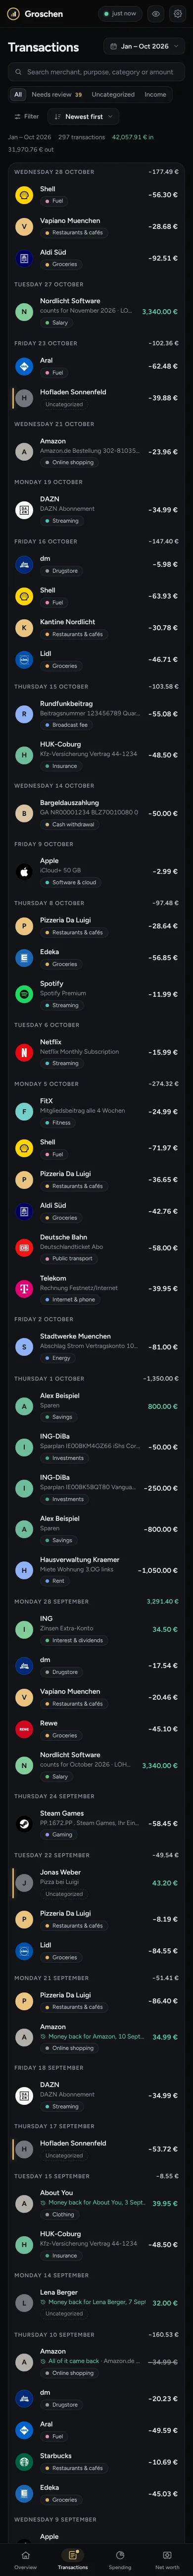 Groschen
just now
Transactions
Jan – Oct 2026
Search merchant, purpose, category or amount
All
Needs review 39
Uncategorized
Income
Filter
Newest first
Jan – Oct 2026 297 transactions 42,057.91 € in
31,970.76 € out
WEDNESDAY 28 OCTOBER −177.49 €
Shell
Fuel
−56.30 €
V
Vapiano Muenchen
Restaurants & cafés
−28.68 €
Aldi Süd
Groceries
−92.51 €
TUESDAY 27 OCTOBER
N
Nordlicht Software
counts for November 2026 · LO...
Salary
3,340.00 €
FRIDAY 23 OCTOBER −102.36 €
Aral
Fuel
−62.48 €
H
Hofladen Sonnenfeld
Uncategorized
−39.88 €
WEDNESDAY 21 OCTOBER
A
Amazon
Amazon.de Bestellung 302-81035...
Online shopping
−23.96 €
MONDAY 19 OCTOBER
DAZN
DAZN Abonnement
Streaming
−34.99 €
FRIDAY 16 OCTOBER −147.40 €
dm
Drugstore
−5.98 €
Shell
Fuel
−63.93 €
K
Kantine Nordlicht
Restaurants & cafés
−30.78 €
Lidl
Groceries
−46.71 €
THURSDAY 15 OCTOBER −103.58 €
R
Rundfunkbeitrag
Beitragsnummer 123456789 Quar...
Broadcast fee
−55.08 €
H
HUK-Coburg
Kfz-Versicherung Vertrag 44-1234
Insurance
−48.50 €
WEDNESDAY 14 OCTOBER
B
Bargeldauszahlung
GA NR00001234 BLZ70010080 0
Cash withdrawal
−50.00 €
FRIDAY 9 OCTOBER
Apple
iCloud+ 50 GB
Software & cloud
−2.99 €
THURSDAY 8 OCTOBER −97.48 €
P
Pizzeria Da Luigi
Restaurants & cafés
−28.64 €
Edeka
Groceries
−56.85 €
Spotify
Spotify Premium
Streaming
−11.99 €
TUESDAY 6 OCTOBER
Netflix
Netflix Monthly Subscription
Streaming
−15.99 €
MONDAY 5 OCTOBER −274.32 €
F
FitX
Mitgliedsbeitrag alle 4 Wochen
Fitness
−24.99 €
Shell
Fuel
−71.97 €
P
Pizzeria Da Luigi
Restaurants & cafés
−36.65 €
Aldi Süd
Groceries
−42.76 €
Deutsche Bahn
Deutschlandticket Abo
Public transport
−58.00 €
Telekom
Rechnung Festnetz/Internet
Internet & phone
−39.95 €
FRIDAY 2 OCTOBER
S
Stadtwerke Muenchen
Abschlag Strom Vertragskonto 10...
Energy
−81.00 €
THURSDAY 1 OCTOBER −1,350.00 €
A
Alex Beispiel
Sparen
Savings
800.00 €
I
ING-DiBa
Sparplan IE00BKM4GZ66 iShs Cor...
Investments
−50.00 €
I
ING-DiBa
Sparplan IE00BK5BQT80 Vangua...
Investments
−250.00 €
A
Alex Beispiel
Sparen
Savings
−800.00 €
H
Hausverwaltung Kraemer
Miete Wohnung 3.OG links
Rent
−1,050.00 €
MONDAY 28 SEPTEMBER 3,291.40 €
I
ING
Zinsen Extra-Konto
Interest & dividends
34.50 €
dm
Drugstore
−17.54 €
V
Vapiano Muenchen
Restaurants & cafés
−20.46 €
REWE
Rewe
Groceries
−45.10 €
N
Nordlicht Software
counts for October 2026 · LOH...
Salary
3,340.00 €
THURSDAY 24 SEPTEMBER
Steam Games
PP.1672.PP . Steam Games, Ihr Ein...
Gaming
−58.45 €
TUESDAY 22 SEPTEMBER −49.54 €
J
Jonas Weber
Pizza bei Luigi
Uncategorized
43.20 €
P
Pizzeria Da Luigi
Restaurants & cafés
−8.19 €
Lidl
Groceries
−84.55 €
MONDAY 21 SEPTEMBER −51.41 €
P
Pizzeria Da Luigi
Restaurants & cafés
−86.40 €
A
Amazon
Money back for Amazon, 10 Sept...
Online shopping
34.99 €
FRIDAY 18 SEPTEMBER
DAZN
DAZN Abonnement
Streaming
−34.99 €
THURSDAY 17 SEPTEMBER
H
Hofladen Sonnenfeld
Uncategorized
−53.72 €
TUESDAY 15 SEPTEMBER −8.55 €
A
About You
Money back for About You, 3 Sept...
Clothing
39.95 €
H
HUK-Coburg
Kfz-Versicherung Vertrag 44-1234
Insurance
−48.50 €
MONDAY 14 SEPTEMBER
L
Lena Berger
Money back for Lena Berger, 7 Sept
Uncategorized
32.00 €
THURSDAY 10 SEPTEMBER −160.53 €
A
Amazon
All of it came back · Amazon.de ...
Online shopping
−34.99 €
dm
Drugstore
−20.23 €
Aral
Fuel
−49.59 €
Starbucks
Restaurants & cafés
−10.69 €
Edeka
Groceries
−45.03 €
WEDNESDAY 9 SEPTEMBER
Apple
Overview
Transactions
Spending
Net worth